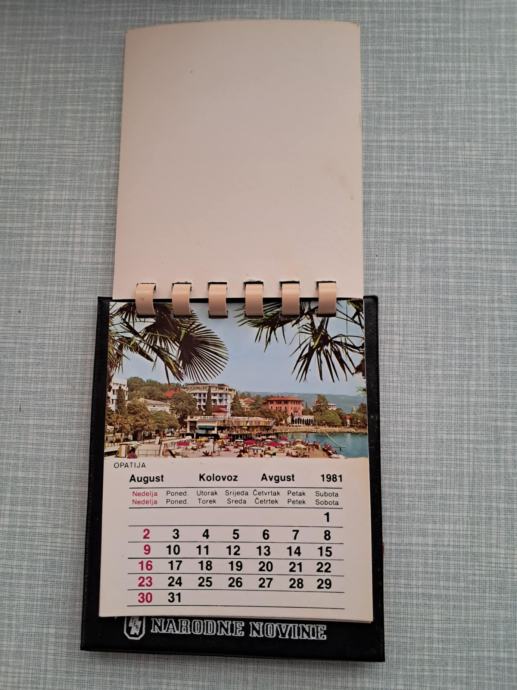 OPATIJA
August Kolovoz Avgust 1981
Nedelja Poned. Utorak Srijeda Četvrtak Petak Subota
Nedelja Poned. Torek Sreda Četrtek Petek Sobota
1
2 3 4 5 6 7 8
9 10 11 12 13 14 15
16 17 18 19 20 21 22
23 24 25 26 27 28 29
30 31
NARODNE NOVINE